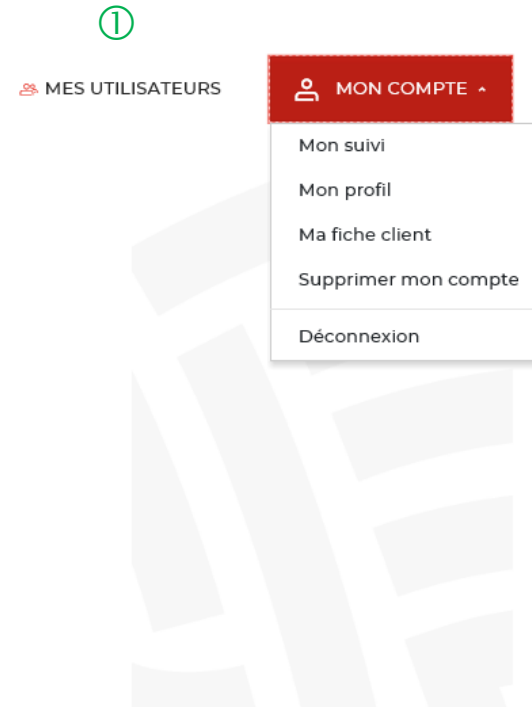 ①
MES UTILISATEURS
MON COMPTE
Mon suivi
Mon profil
Ma fiche client
Supprimer mon compte
Déconnexion